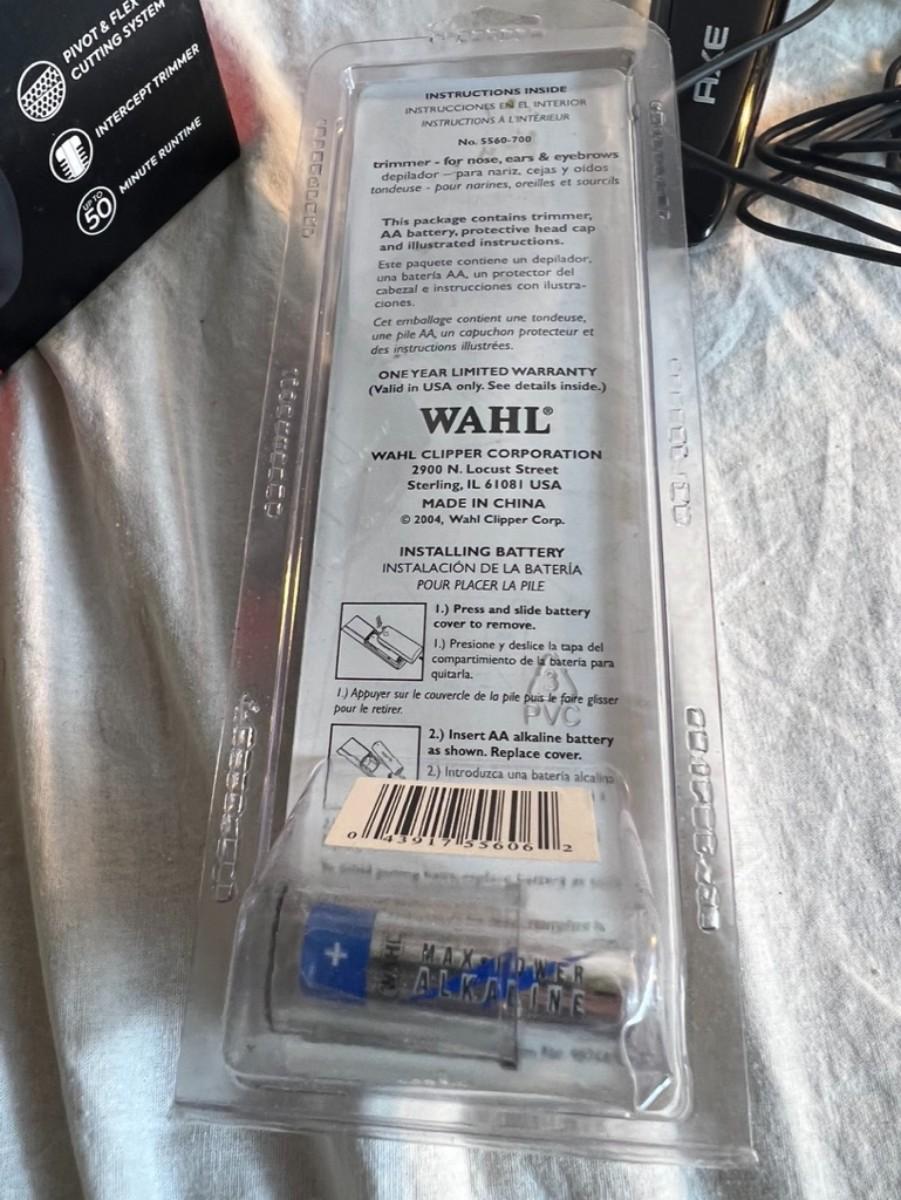 PIVOT & FLEX
CUTTING SYSTEM
INTERCEPT TRIMMER
UP TO
50
MINUTE RUNTIME
AXE
INSTRUCTIONS INSIDE
INSTRUCCIONES EN EL INTERIOR
INSTRUCTIONS À L'INTÉRIEUR
No. 5560-700
trimmer - for nose, ears & eyebrows
depilador — para nariz, cejas y oídos
tondeuse - pour narines, oreilles et sourcils
This package contains trimmer,
AA battery, protective head cap
and illustrated instructions.
Este paquete contiene un depilador,
una batería AA, un protector del
cabezal e instrucciones con ilustra-
ciones.
Cet emballage contient une tondeuse,
une pile AA, un capuchon protecteur et
des instructions illustrées.
ONE YEAR LIMITED WARRANTY
(Valid in USA only. See details inside.)
WAHL®
WAHL CLIPPER CORPORATION
2900 N. Locust Street
Sterling, IL 61081 USA
MADE IN CHINA
© 2004, Wahl Clipper Corp.
INSTALLING BATTERY
INSTALACIÓN DE LA BATERÍA
POUR PLACER LA PILE
1.) Press and slide battery
cover to remove.
1.) Presione y deslice la tapa del
compartimiento de la batería para
quitarla.
1.) Appuyer sur le couvercle de la pile puis le faire glisser
pour le retirer.
3
PVC
2.) Insert AA alkaline battery
as shown. Replace cover.
2.) Introduzca una batería alcalina
0 43917 55606 2
+
WAHL
MAX POWER
ALKALINE